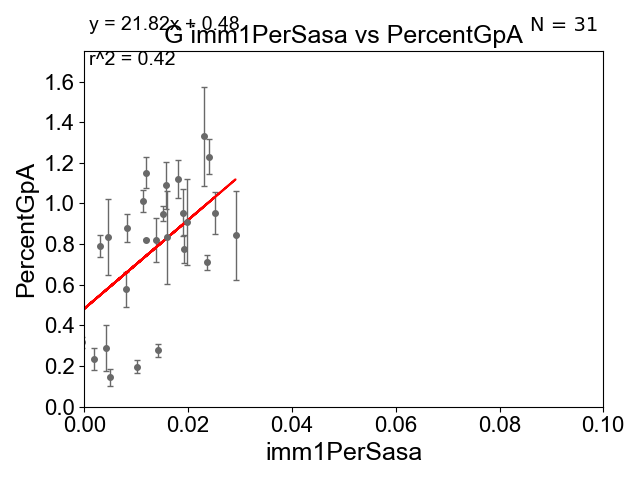 y = 21.82x + 0.48
G imm1PerSasa vs PercentGpA
N = 31
r^2 = 0.42
1.6
1.4
1.2
1.0
0.8
0.6
0.4
0.2
0.0
PercentGpA
0.00 0.02 0.04 0.06 0.08 0.10
imm1PerSasa